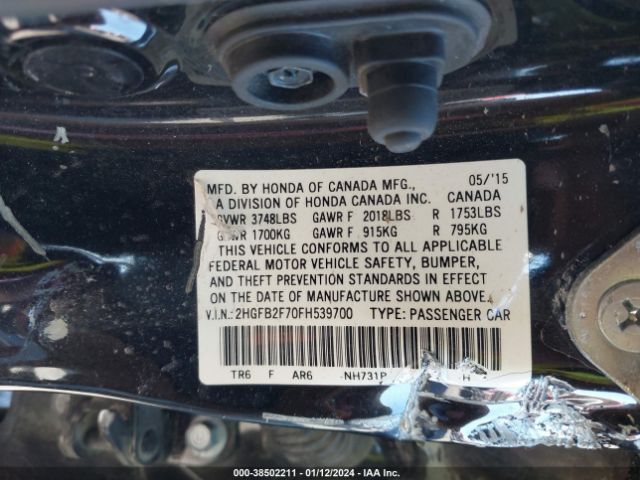 MFD. BY HONDA OF CANADA MFG., 05/'15
A DIVISION OF HONDA CANADA INC. CANADA
GVWR 3748LBS GAWR F 2018LBS R 1753LBS
1700KG GAWR F 915KG R 795KG
THIS VEHICLE CONFORMS TO ALL APPLICABLE
FEDERAL MOTOR VEHICLE SAFETY, BUMPER,
AND THEFT PREVENTION STANDARDS IN EFFECT
ON THE DATE OF MANUFACTURE SHOWN ABOVE.
V.I.N.: 2HGFB2F70FH539700 TYPE: PASSENGER CAR
TR6 F AR6 NH731P H
000-38502211 - 01/12/2024 - IAA Inc.